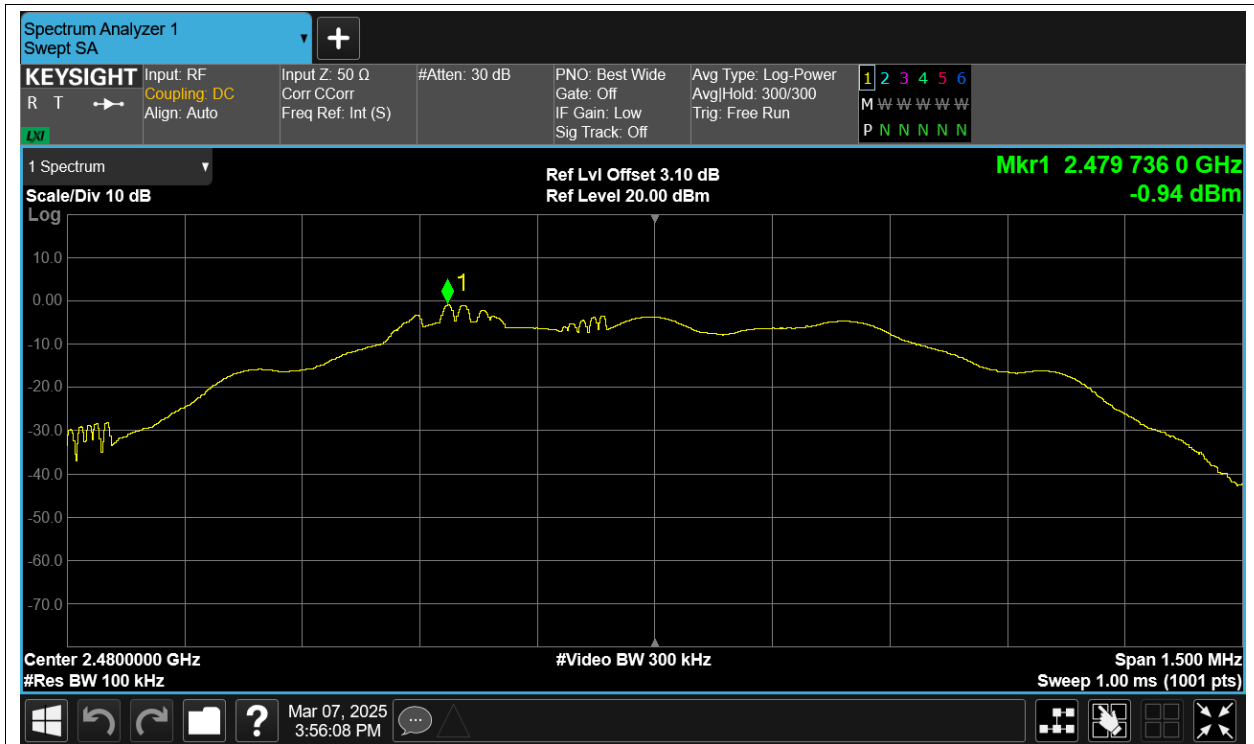 Spectrum Analyzer 1
Swept SA
+
KEYSIGHT
R T
LXI
Input: RF
Coupling: DC
Align: Auto
Input Z: 50 Ω
Corr CCorr
Freq Ref: Int (S)
#Atten: 30 dB
PNO: Best Wide
Gate: Off
IF Gain: Low
Sig Track: Off
Avg Type: Log-Power
Avg|Hold: 300/300
Trig: Free Run
1 2 3 4 5 6
M W W W W W
P N N N N N
1 Spectrum
Scale/Div 10 dB
Ref Lvl Offset 3.10 dB
Ref Level 20.00 dBm
Mkr1 2.479 736 0 GHz
-0.94 dBm
Log
10.0
0.00
-10.0
-20.0
-30.0
-40.0
-50.0
-60.0
-70.0
1
Center 2.4800000 GHz
#Res BW 100 kHz
#Video BW 300 kHz
Span 1.500 MHz
Sweep 1.00 ms (1001 pts)
?
Mar 07, 2025
3:56:08 PM